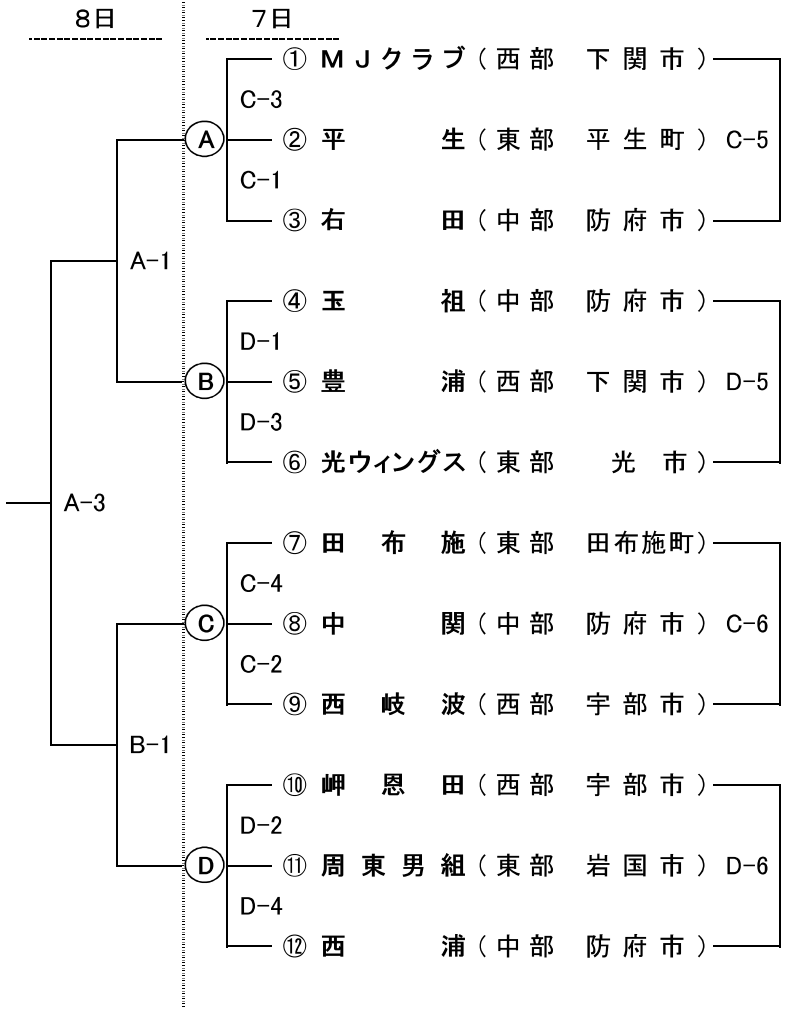 ８日 ７日
① ＭＪクラブ（西部 下関市）
C-3
Ⓐ ② 平生（東部 平生町） C-5
C-1
③ 右田（中部 防府市）
A-1
④ 玉祖（中部 防府市）
D-1
Ⓑ ⑤ 豊浦（西部 下関市） D-5
D-3
⑥ 光ウィングス（東部 光市）
A-3
⑦ 田布施（東部 田布施町）
C-4
Ⓒ ⑧ 中関（中部 防府市） C-6
C-2
⑨ 西岐波（西部 宇部市）
B-1
⑩ 岬恩田（西部 宇部市）
D-2
Ⓓ ⑪ 周東男組（東部 岩国市） D-6
D-4
⑫ 西浦（中部 防府市）